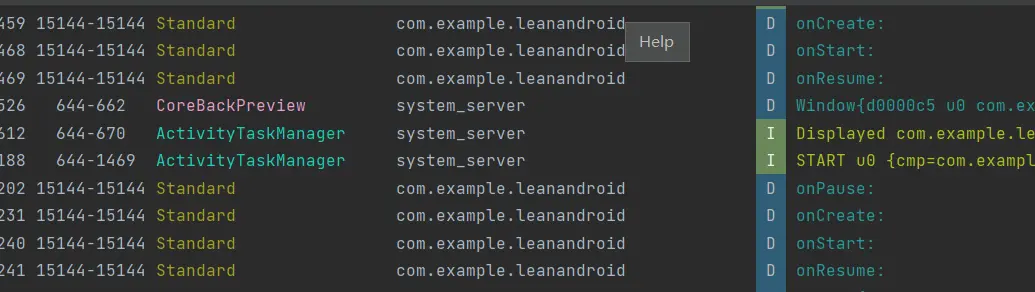 459 15144-15144 Standard com.example.leanandroid D onCreate:
Help
468 15144-15144 Standard com.example.leanandroid D onStart:
469 15144-15144 Standard com.example.leanandroid D onResume:
526 644-662 CoreBackPreview system_server D Window{d0000c5 u0 com.ex
612 644-670 ActivityTaskManager system_server I Displayed com.example.le
188 644-1469 ActivityTaskManager system_server I START u0 {cmp=com.exampl
202 15144-15144 Standard com.example.leanandroid D onPause:
231 15144-15144 Standard com.example.leanandroid D onCreate:
240 15144-15144 Standard com.example.leanandroid D onStart:
241 15144-15144 Standard com.example.leanandroid D onResume: